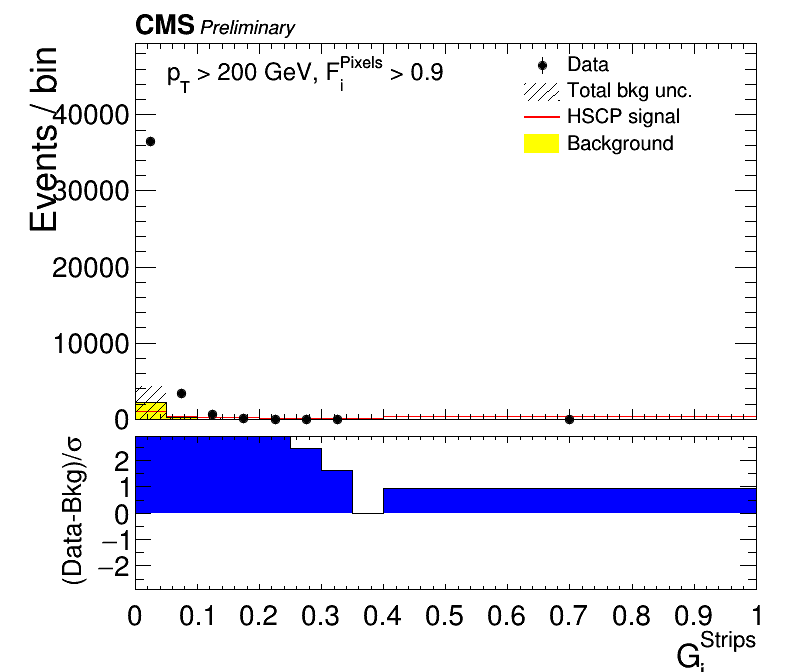 CMS Preliminary
p_T > 200 GeV, F_i^Pixels > 0.9
Data
Total bkg unc.
HSCP signal
Background
Events / bin
40000
30000
20000
10000
0
(Data-Bkg)/σ
2
1
0
−1
−2
0 0.1 0.2 0.3 0.4 0.5 0.6 0.7 0.8 0.9 1
G_i^Strips